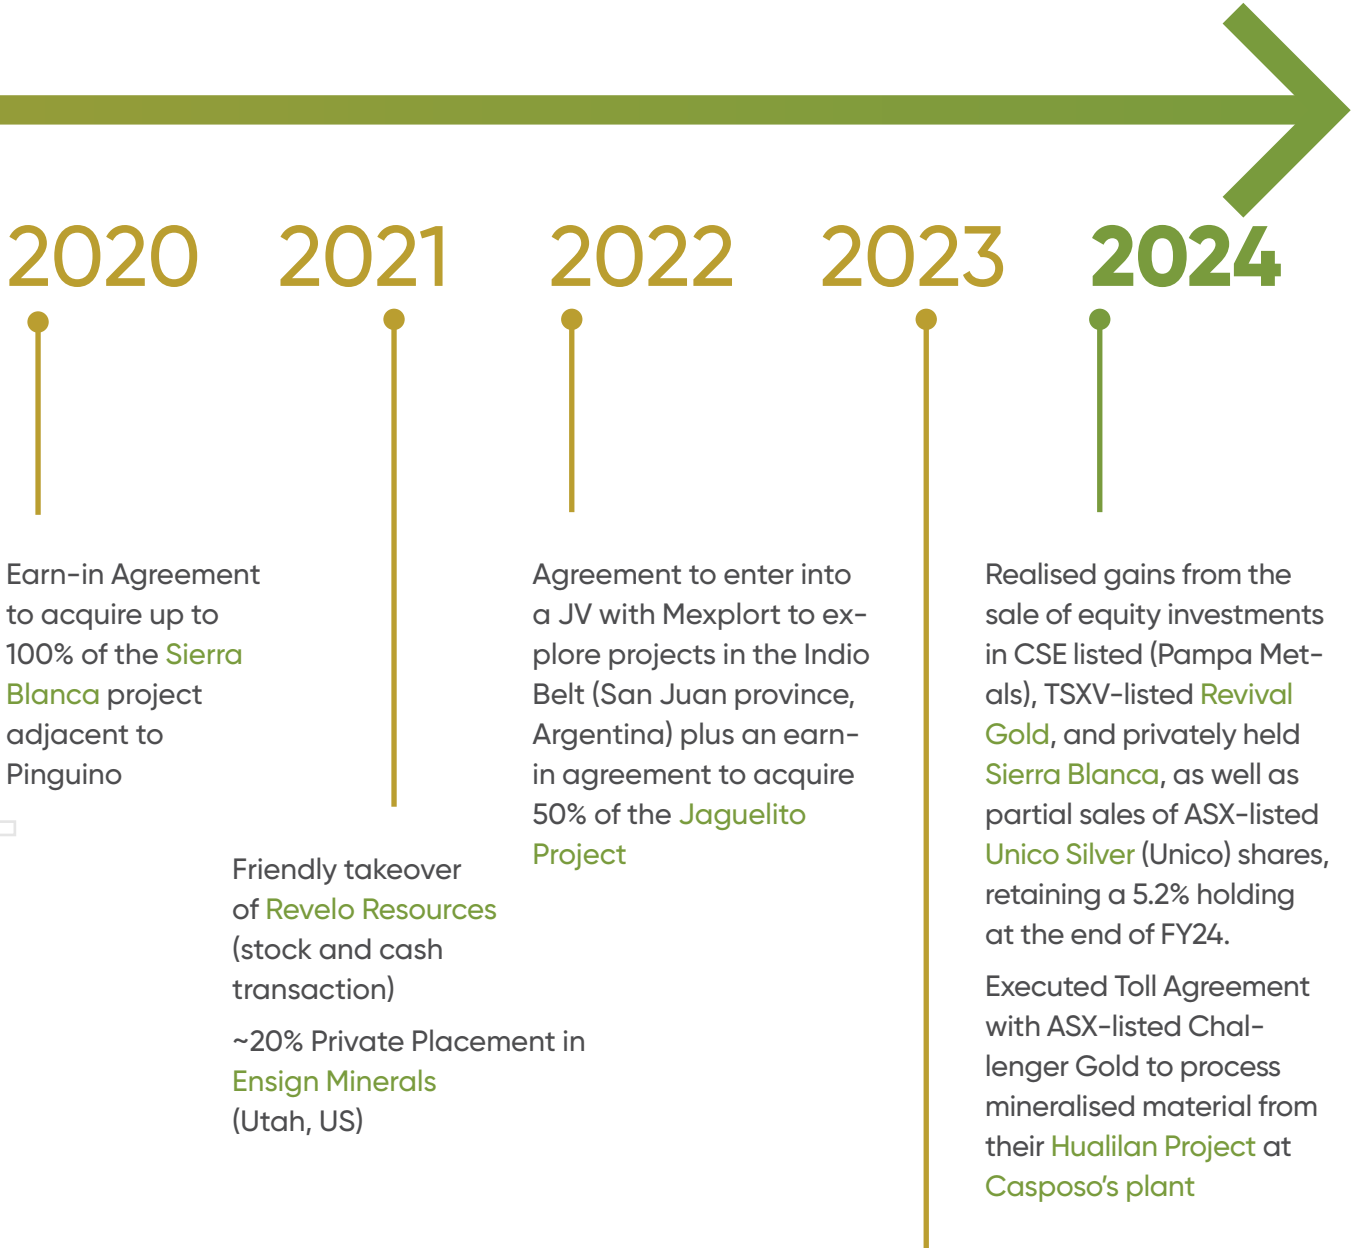 2020
2021
2022
2023
2024
Earn-in Agreement
to acquire up to
100% of the Sierra
Blanca project
adjacent to
Pinguino
Friendly takeover
of Revelo Resources
(stock and cash
transaction)
~20% Private Placement in
Ensign Minerals
(Utah, US)
Agreement to enter into
a JV with Mexplort to ex-
plore projects in the Indio
Belt (San Juan province,
Argentina) plus an earn-
in agreement to acquire
50% of the Jaguelito
Project
Realised gains from the
sale of equity investments
in CSE listed (Pampa Met-
als), TSXV-listed Revival
Gold, and privately held
Sierra Blanca, as well as
partial sales of ASX-listed
Unico Silver (Unico) shares,
retaining a 5.2% holding
at the end of FY24.
Executed Toll Agreement
with ASX-listed Chal-
lenger Gold to process
mineralised material from
their Hualilan Project at
Casposo's plant